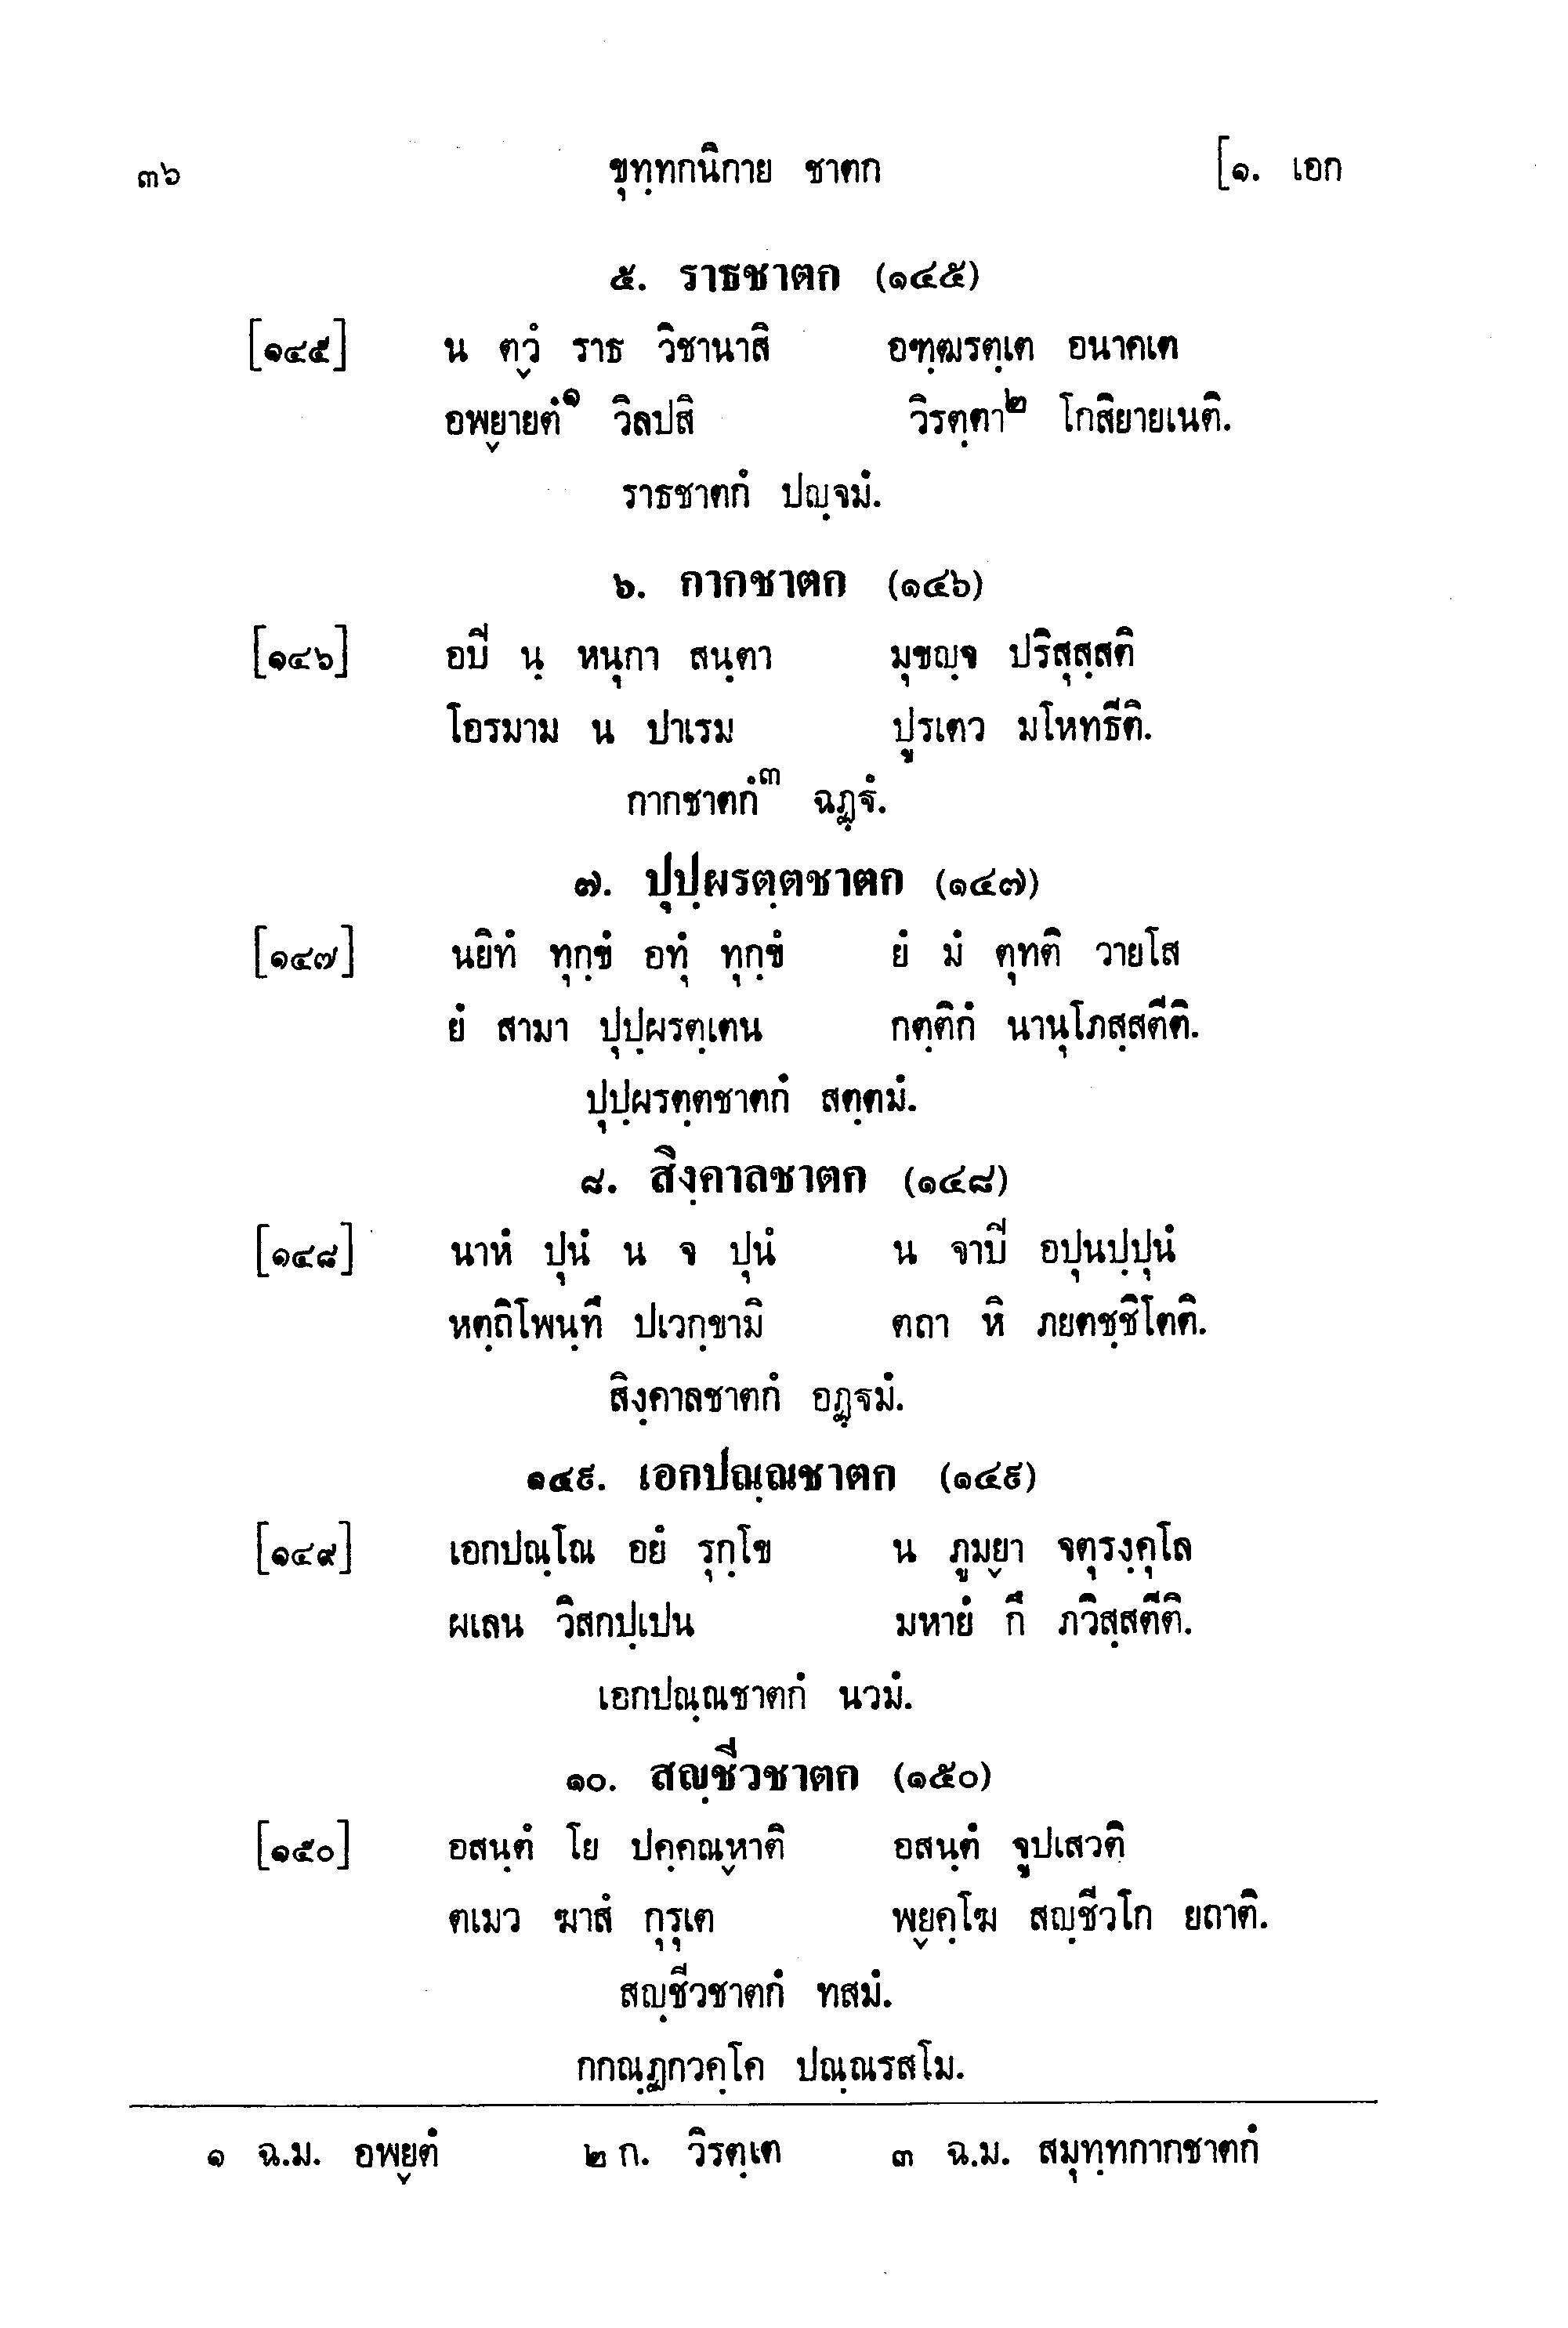 ๓๖ ขุทฺทกนิกาย ชาตก [๑. เอก
๕. ราธชาตก (๑๔๕)
[๑๔๕] น ตฺวํ ราธ วิชานาสิ อฑฺฒรตฺเต อนาคเต
อพฺยายตํ๑ วิลปสิ วิรตฺตา๒ โกสิยายเนติ.
ราธชาตกํ ปญฺจมํ.
๖. กากชาตก (๑๔๖)
[๑๔๖] อปิ นฺ หนุกา สนฺตา มุขญฺจ ปริสุสฺสติ
โอรมาม น ปาเรม ปูรเตว มโหทธีติ.
กากชาตกํ๓ ฉฏฺฐํ.
๗. ปุปฺผรตฺตชาตก (๑๔๗)
[๑๔๗] นยิทํ ทุกฺขํ อทุํ ทุกฺขํ ยํ มํ ตุทติ วายโส
ยํ สามา ปุปฺผรตฺเตน กตฺติกํ นานุโภสฺสตีติ.
ปุปฺผรตฺตชาตกํ สตฺตมํ.
๘. สิงฺคาลชาตก (๑๔๘)
[๑๔๘] นาหํ ปุนํ น จ ปุนํ น จาปิ อปุนปฺปุนํ
หตฺถิโพนฺทึ ปเวกฺขามิ ตถา หิ ภยตชฺชิโตติ.
สิงฺคาลชาตกํ อฏฺฐมํ.
๑๔๙. เอกปณฺณชาตก (๑๔๙)
[๑๔๙] เอกปณฺโณ อยํ รุกฺโข น ภูมฺยา จตุรงฺคุโล
ผเลน วิสกปฺเปน มหายํ กึ ภวิสฺสตีติ.
เอกปณฺณชาตกํ นวมํ.
๑๐. สญฺชีวชาตก (๑๕๐)
[๑๕๐] อสนฺตํ โย ปคฺคณฺหาติ อสนฺตํ จูปเสวติ
ตเมว ฆาสํ กุรุเต พฺยคฺโฆ สญฺชีวโก ยถาติ.
สญฺชีวชาตกํ ทสมํ.
กกณฺฏกวคฺโค ปณฺณรสโม.
๑ ฉ.ม. อพฺยตํ ๒ ก. วิรตฺเต ๓ ฉ.ม. สมุทฺทกากชาตกํ